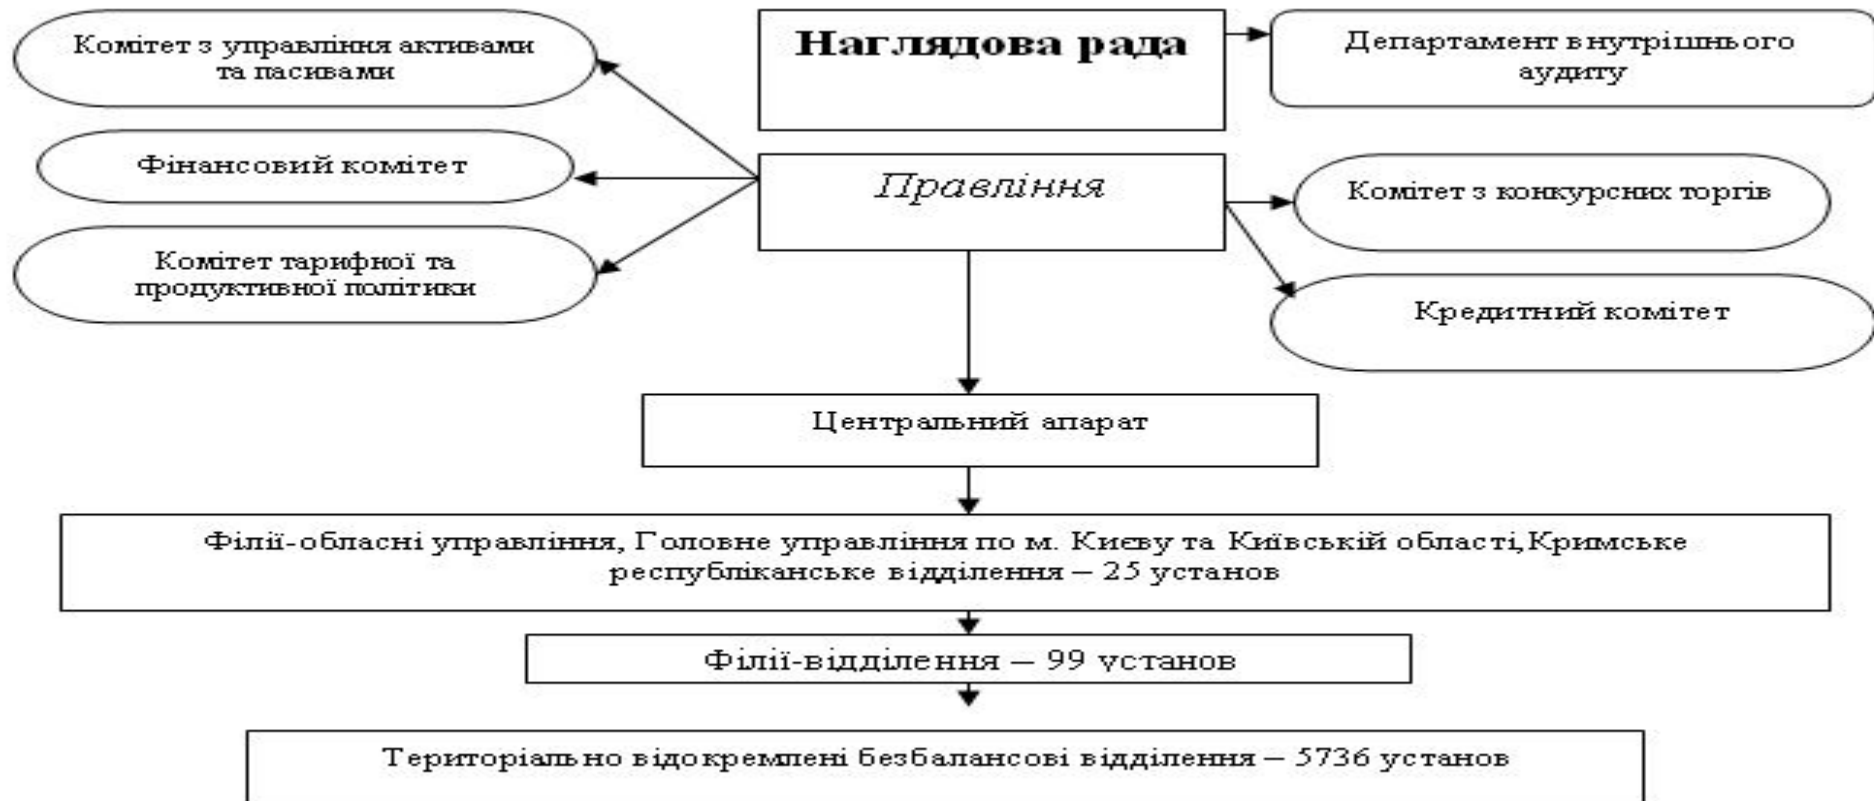 Комітет з управління активами
та пасивами
Наглядова рада
Департамент внутрішнього
аудиту
Фінансовий комітет
Правління
Комітет з конкурсних торгів
Комітет тарифної та
продуктивної політики
Кредитний комітет
Центральний апарат
Філії-обласні управління, Головне управління по м. Києву та Київській області,Кримське
республіканське відділення – 25 установ
Філії-відділення – 99 установ
Територіально відокремлені безбалансові відділення – 5736 установ